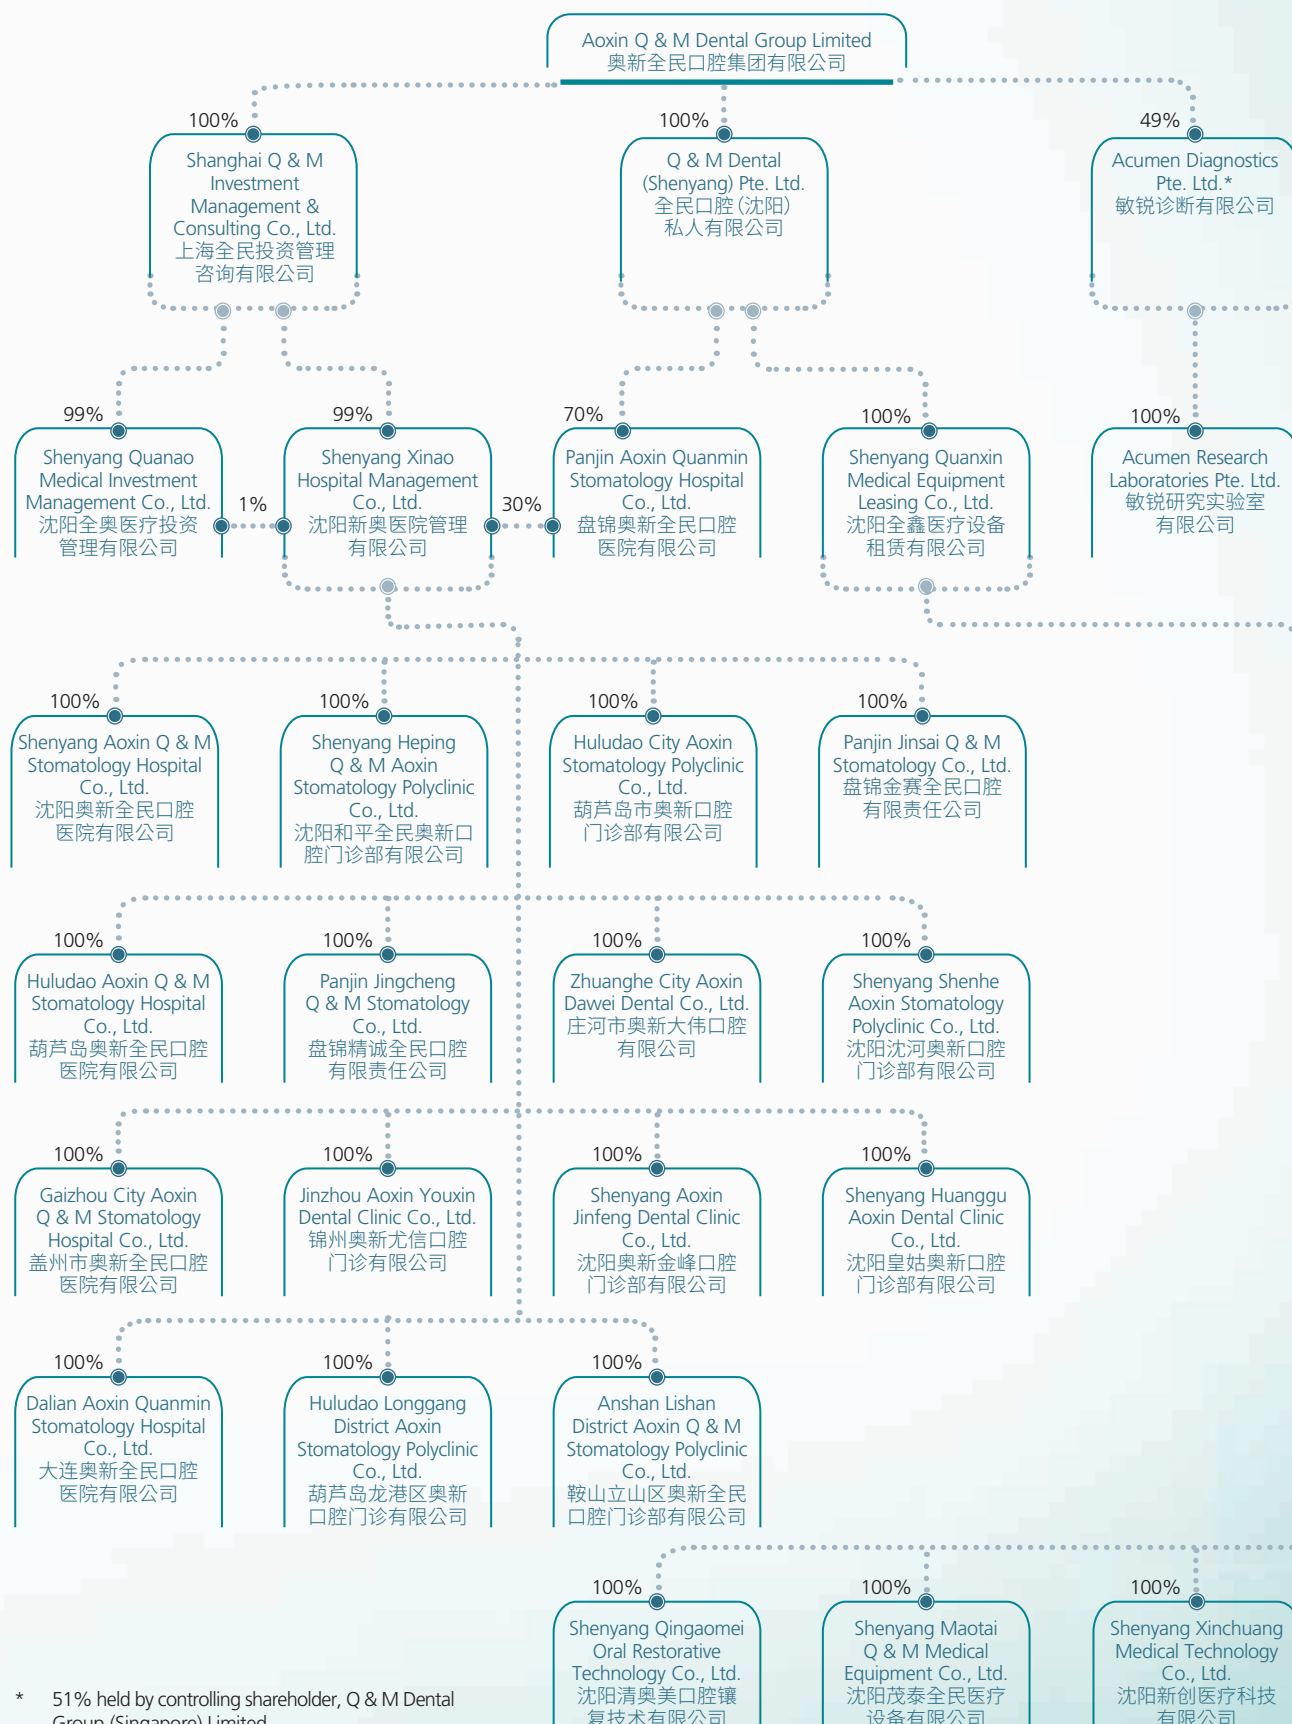 Aoxin Q & M Dental Group Limited
奥新全民口腔集团有限公司
100%
Shanghai Q & M
Investment
Management &
Consulting Co., Ltd.
上海全民投资管理
咨询有限公司
100%
Q & M Dental
(Shenyang) Pte. Ltd.
全民口腔（沈阳）
私人有限公司
49%
Acumen Diagnostics
Pte. Ltd.*
敏锐诊断有限公司
99%
Shenyang Quanao
Medical Investment
Management Co., Ltd.
沈阳全奥医疗投资
管理有限公司
1%
99%
Shenyang Xinao
Hospital Management
Co., Ltd.
沈阳新奥医院管理
有限公司
30%
70%
Panjin Aoxin Quanmin
Stomatology Hospital
Co., Ltd.
盘锦奥新全民口腔
医院有限公司
100%
Shenyang Quanxin
Medical Equipment
Leasing Co., Ltd.
沈阳全鑫医疗设备
租赁有限公司
100%
Acumen Research
Laboratories Pte. Ltd.
敏锐研究实验室
有限公司
100%
Shenyang Aoxin Q & M
Stomatology Hospital
Co., Ltd.
沈阳奥新全民口腔
医院有限公司
100%
Shenyang Heping
Q & M Aoxin
Stomatology Polyclinic
Co., Ltd.
沈阳和平全民奥新口
腔门诊部有限公司
100%
Huludao City Aoxin
Stomatology Polyclinic
Co., Ltd.
葫芦岛市奥新口腔
门诊部有限公司
100%
Panjin Jinsai Q & M
Stomatology Co., Ltd.
盘锦金赛全民口腔
有限责任公司
100%
Huludao Aoxin Q & M
Stomatology Hospital
Co., Ltd.
葫芦岛奥新全民口腔
医院有限公司
100%
Panjin Jingcheng
Q & M Stomatology
Co., Ltd.
盘锦精诚全民口腔
有限责任公司
100%
Zhuanghe City Aoxin
Dawei Dental Co., Ltd.
庄河市奥新大伟口腔
有限公司
100%
Shenyang Shenhe
Aoxin Stomatology
Polyclinic Co., Ltd.
沈阳沈河奥新口腔
门诊部有限公司
100%
Gaizhou City Aoxin
Q & M Stomatology
Hospital Co., Ltd.
盖州市奥新全民口腔
医院有限公司
100%
Jinzhou Aoxin Youxin
Dental Clinic Co., Ltd.
锦州奥新尤信口腔
门诊有限公司
100%
Shenyang Aoxin
Jinfeng Dental Clinic
Co., Ltd.
沈阳奥新金峰口腔
门诊部有限公司
100%
Shenyang Huanggu
Aoxin Dental Clinic
Co., Ltd.
沈阳皇姑奥新口腔
门诊部有限公司
100%
Dalian Aoxin Quanmin
Stomatology Hospital
Co., Ltd.
大连奥新全民口腔
医院有限公司
100%
Huludao Longgang
District Aoxin
Stomatology Polyclinic
Co., Ltd.
葫芦岛龙港区奥新
口腔门诊有限公司
100%
Anshan Lishan
District Aoxin Q & M
Stomatology Polyclinic
Co., Ltd.
鞍山立山区奥新全民
口腔门诊部有限公司
100%
Shenyang Qingaomei
Oral Restorative
Technology Co., Ltd.
沈阳清奥美口腔镶
复技术有限公司
100%
Shenyang Maotai
Q & M Medical
Equipment Co., Ltd.
沈阳茂泰全民医疗
设备有限公司
100%
Shenyang Xinchuang
Medical Technology
Co., Ltd.
沈阳新创医疗科技
有限公司
* 51% held by controlling shareholder, Q & M Dental
Group (Singapore) Limited